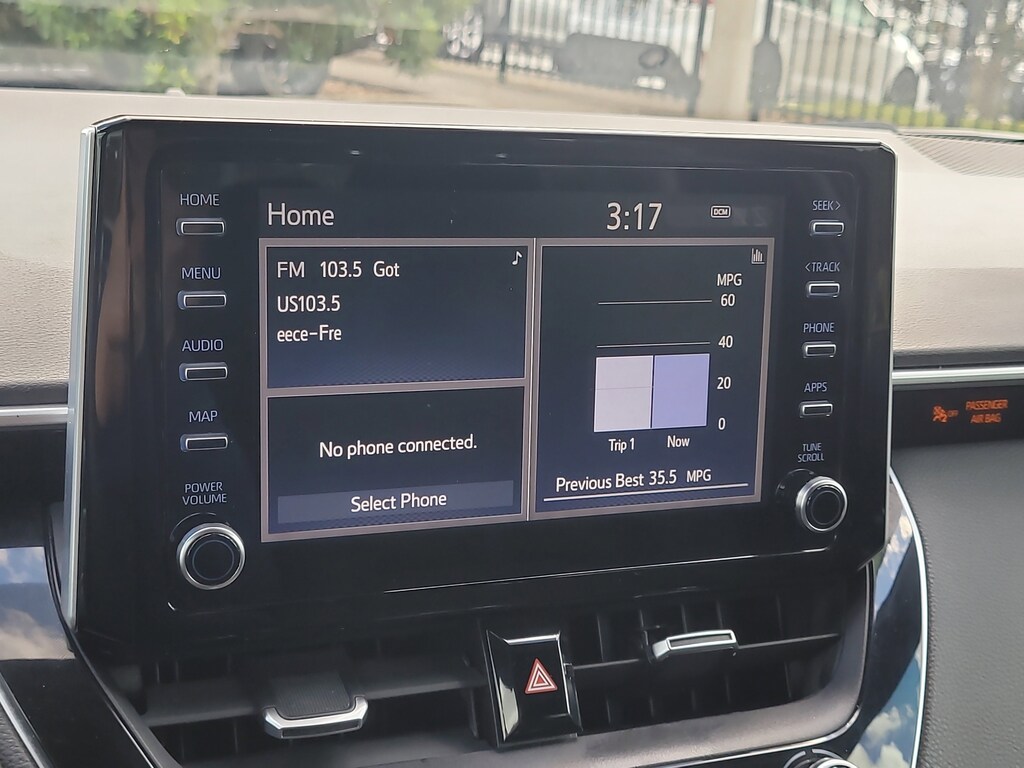 HOME
MENU
AUDIO
MAP
POWER
VOLUME
Home
3:17
DCM
FM 103.5 Got
US103.5
eece-Fre
No phone connected.
Select Phone
MPG
60
40
20
0
Trip 1
Now
Previous Best 35.5 MPG
SEEK>
<TRACK
PHONE
APPS
TUNE
SCROLL
OFF
PASSENGER
AIR BAG